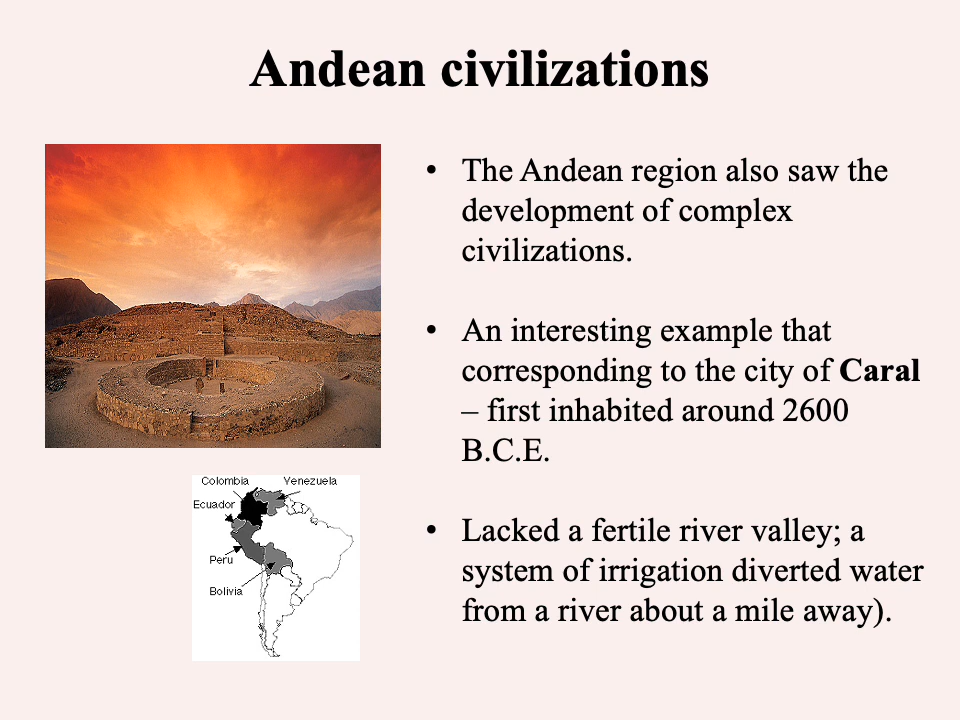 Andean civilizations
• The Andean region also saw the
development of complex
civilizations.
• An interesting example that
corresponding to the city of Caral
– first inhabited around 2600
B.C.E.
• Lacked a fertile river valley; a
system of irrigation diverted water
from a river about a mile away).
Colombia
Venezuela
Ecuador
Peru
Bolivia